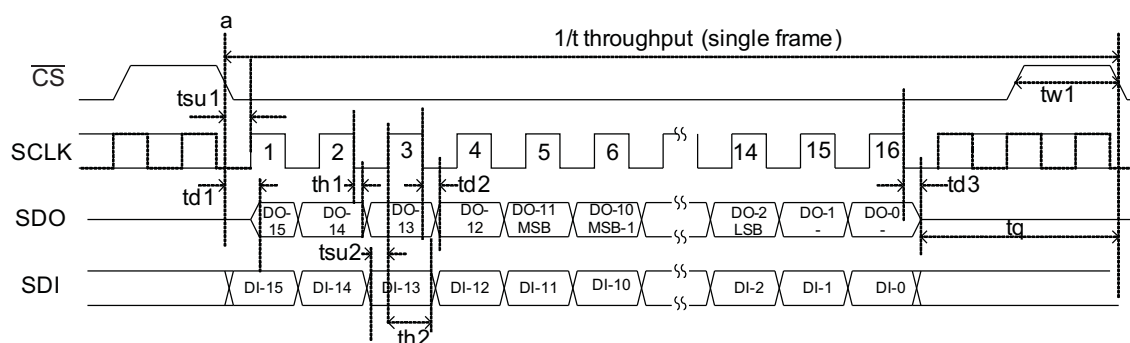 a
1/t throughput (single frame)
CS
tsu1
tw1
SCLK
1 2 3 4 5 6 14 15 16
td1
th1
td2
td3
SDO
DO-15
DO-14
DO-13
DO-12
DO-11 MSB
DO-10 MSB-1
DO-2 LSB
DO-1 -
DO-0 -
tsu2
tq
SDI
DI-15 DI-14 DI-13 DI-12 DI-11 DI-10 DI-2 DI-1 DI-0
th2